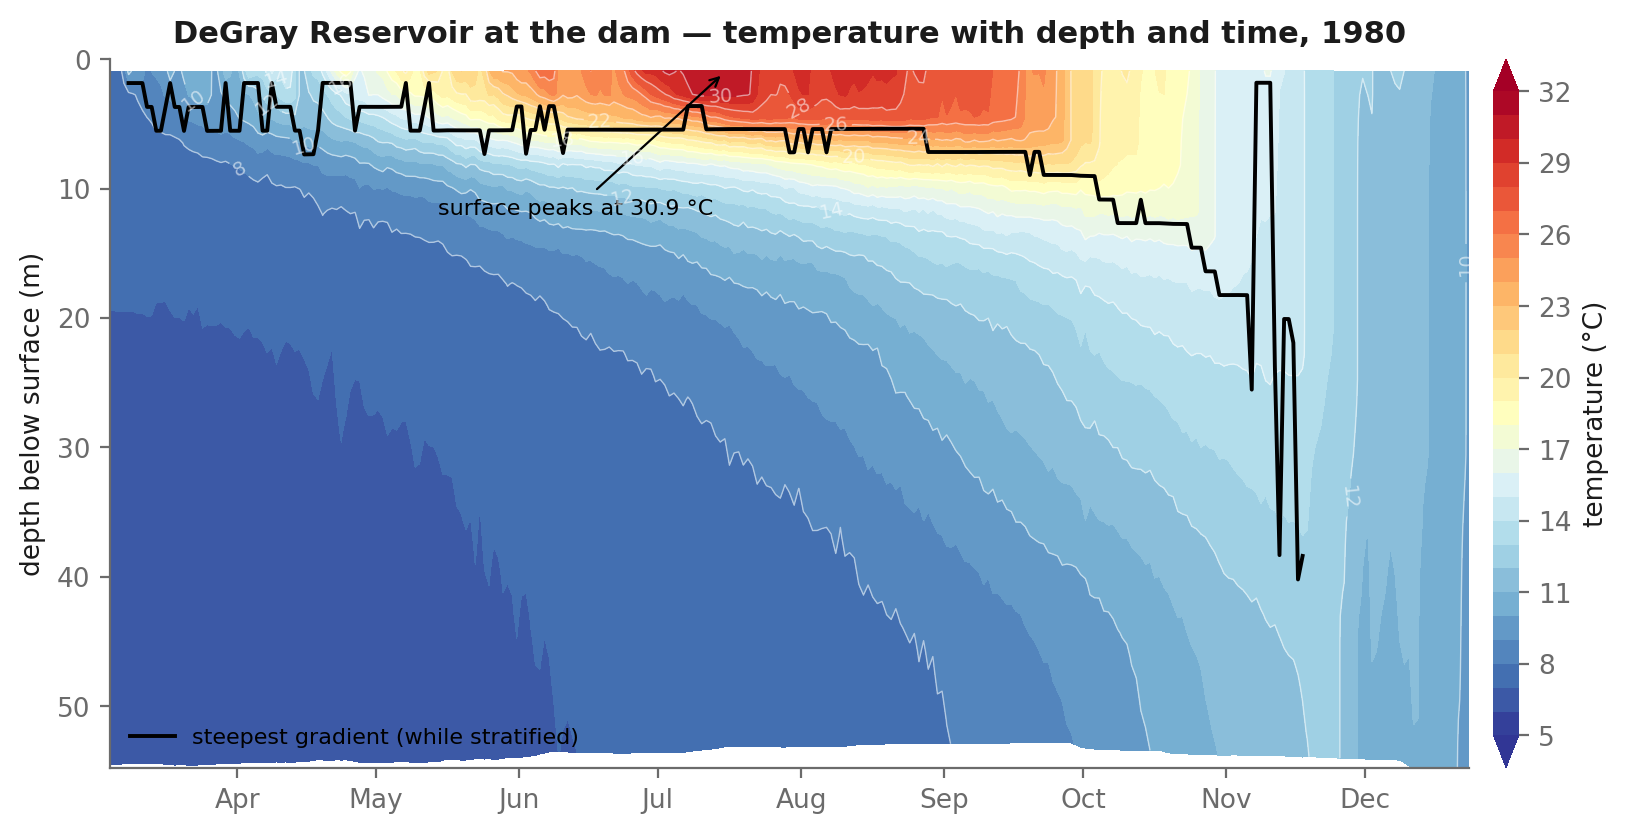 DeGray Reservoir at the dam — temperature with depth and time, 1980
0
10
20
30
40
50
depth below surface (m)
Apr
May
Jun
Jul
Aug
Sep
Oct
Nov
Dec
surface peaks at 30.9 °C
steepest gradient (while stratified)
8
10
10
12
22
30
28
26
20
14
12
10
32
29
26
23
20
17
14
11
8
5
temperature (°C)